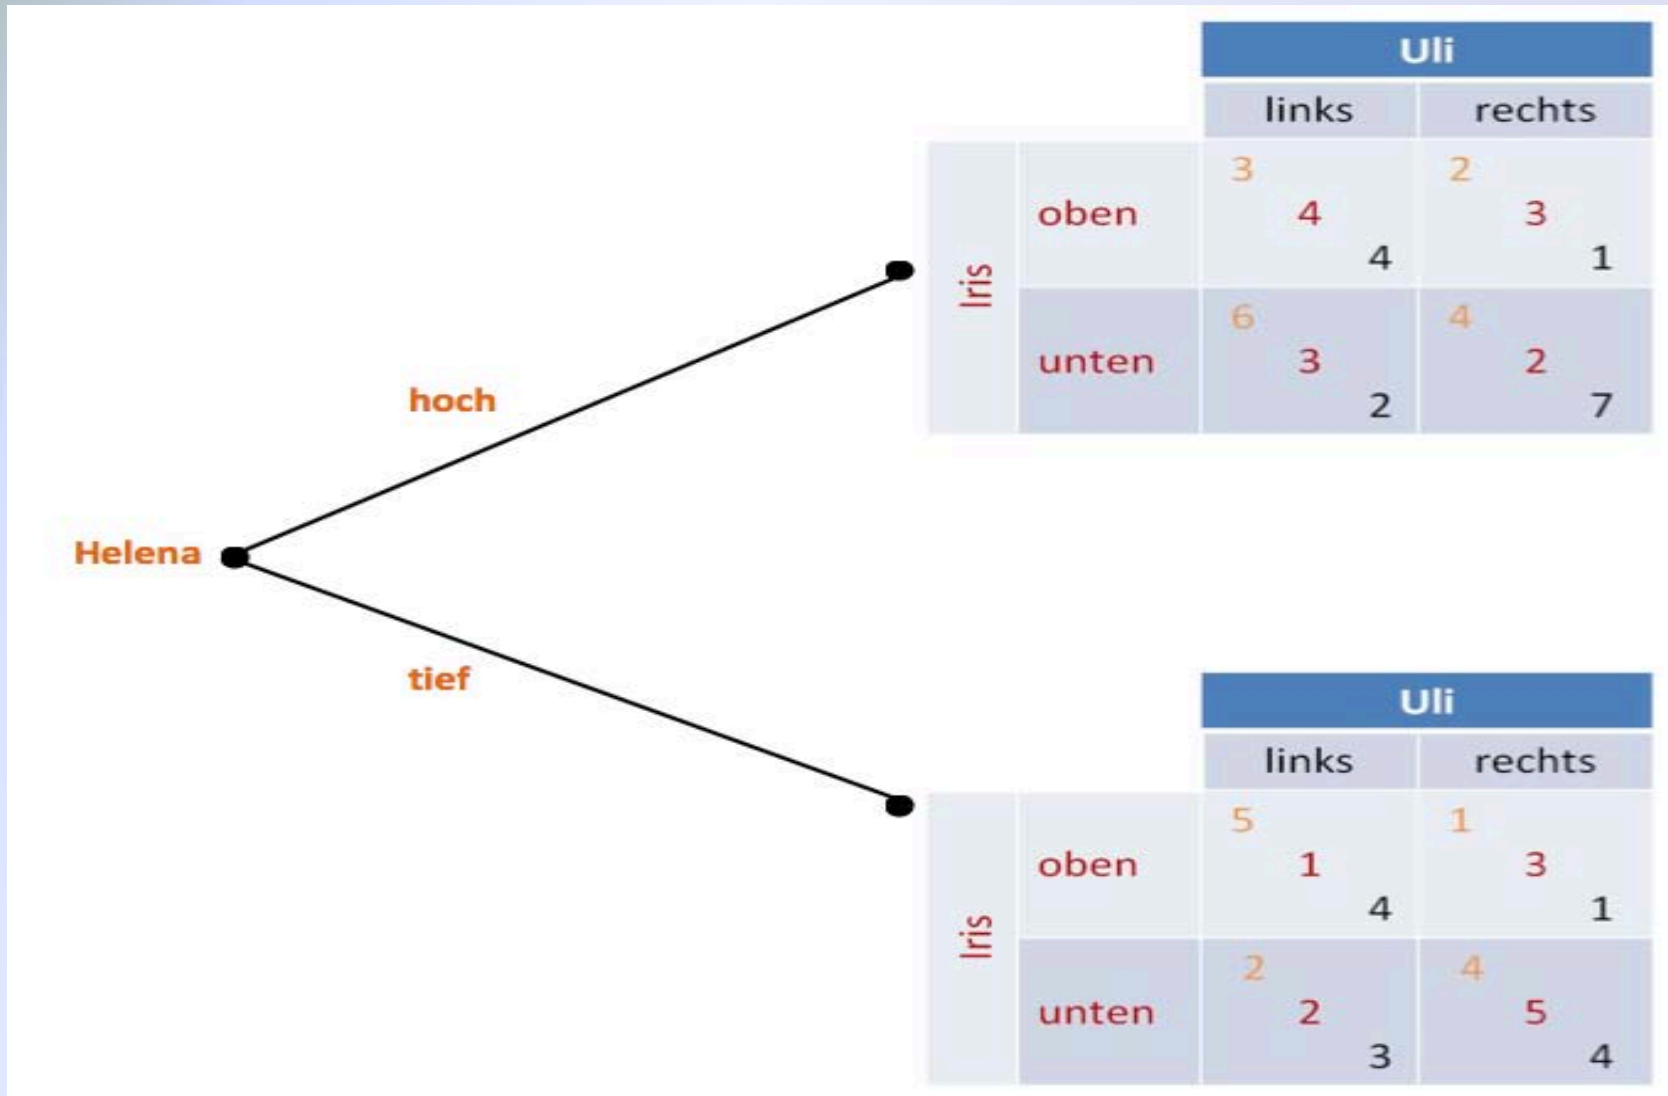 Uli
links rechts
3 2
oben 4 3
4 1
Iris
6 4
unten 3 2
2 7
hoch
Helena
tief
Uli
links rechts
5 1
oben 1 3
4 1
Iris
2 4
unten 2 5
3 4